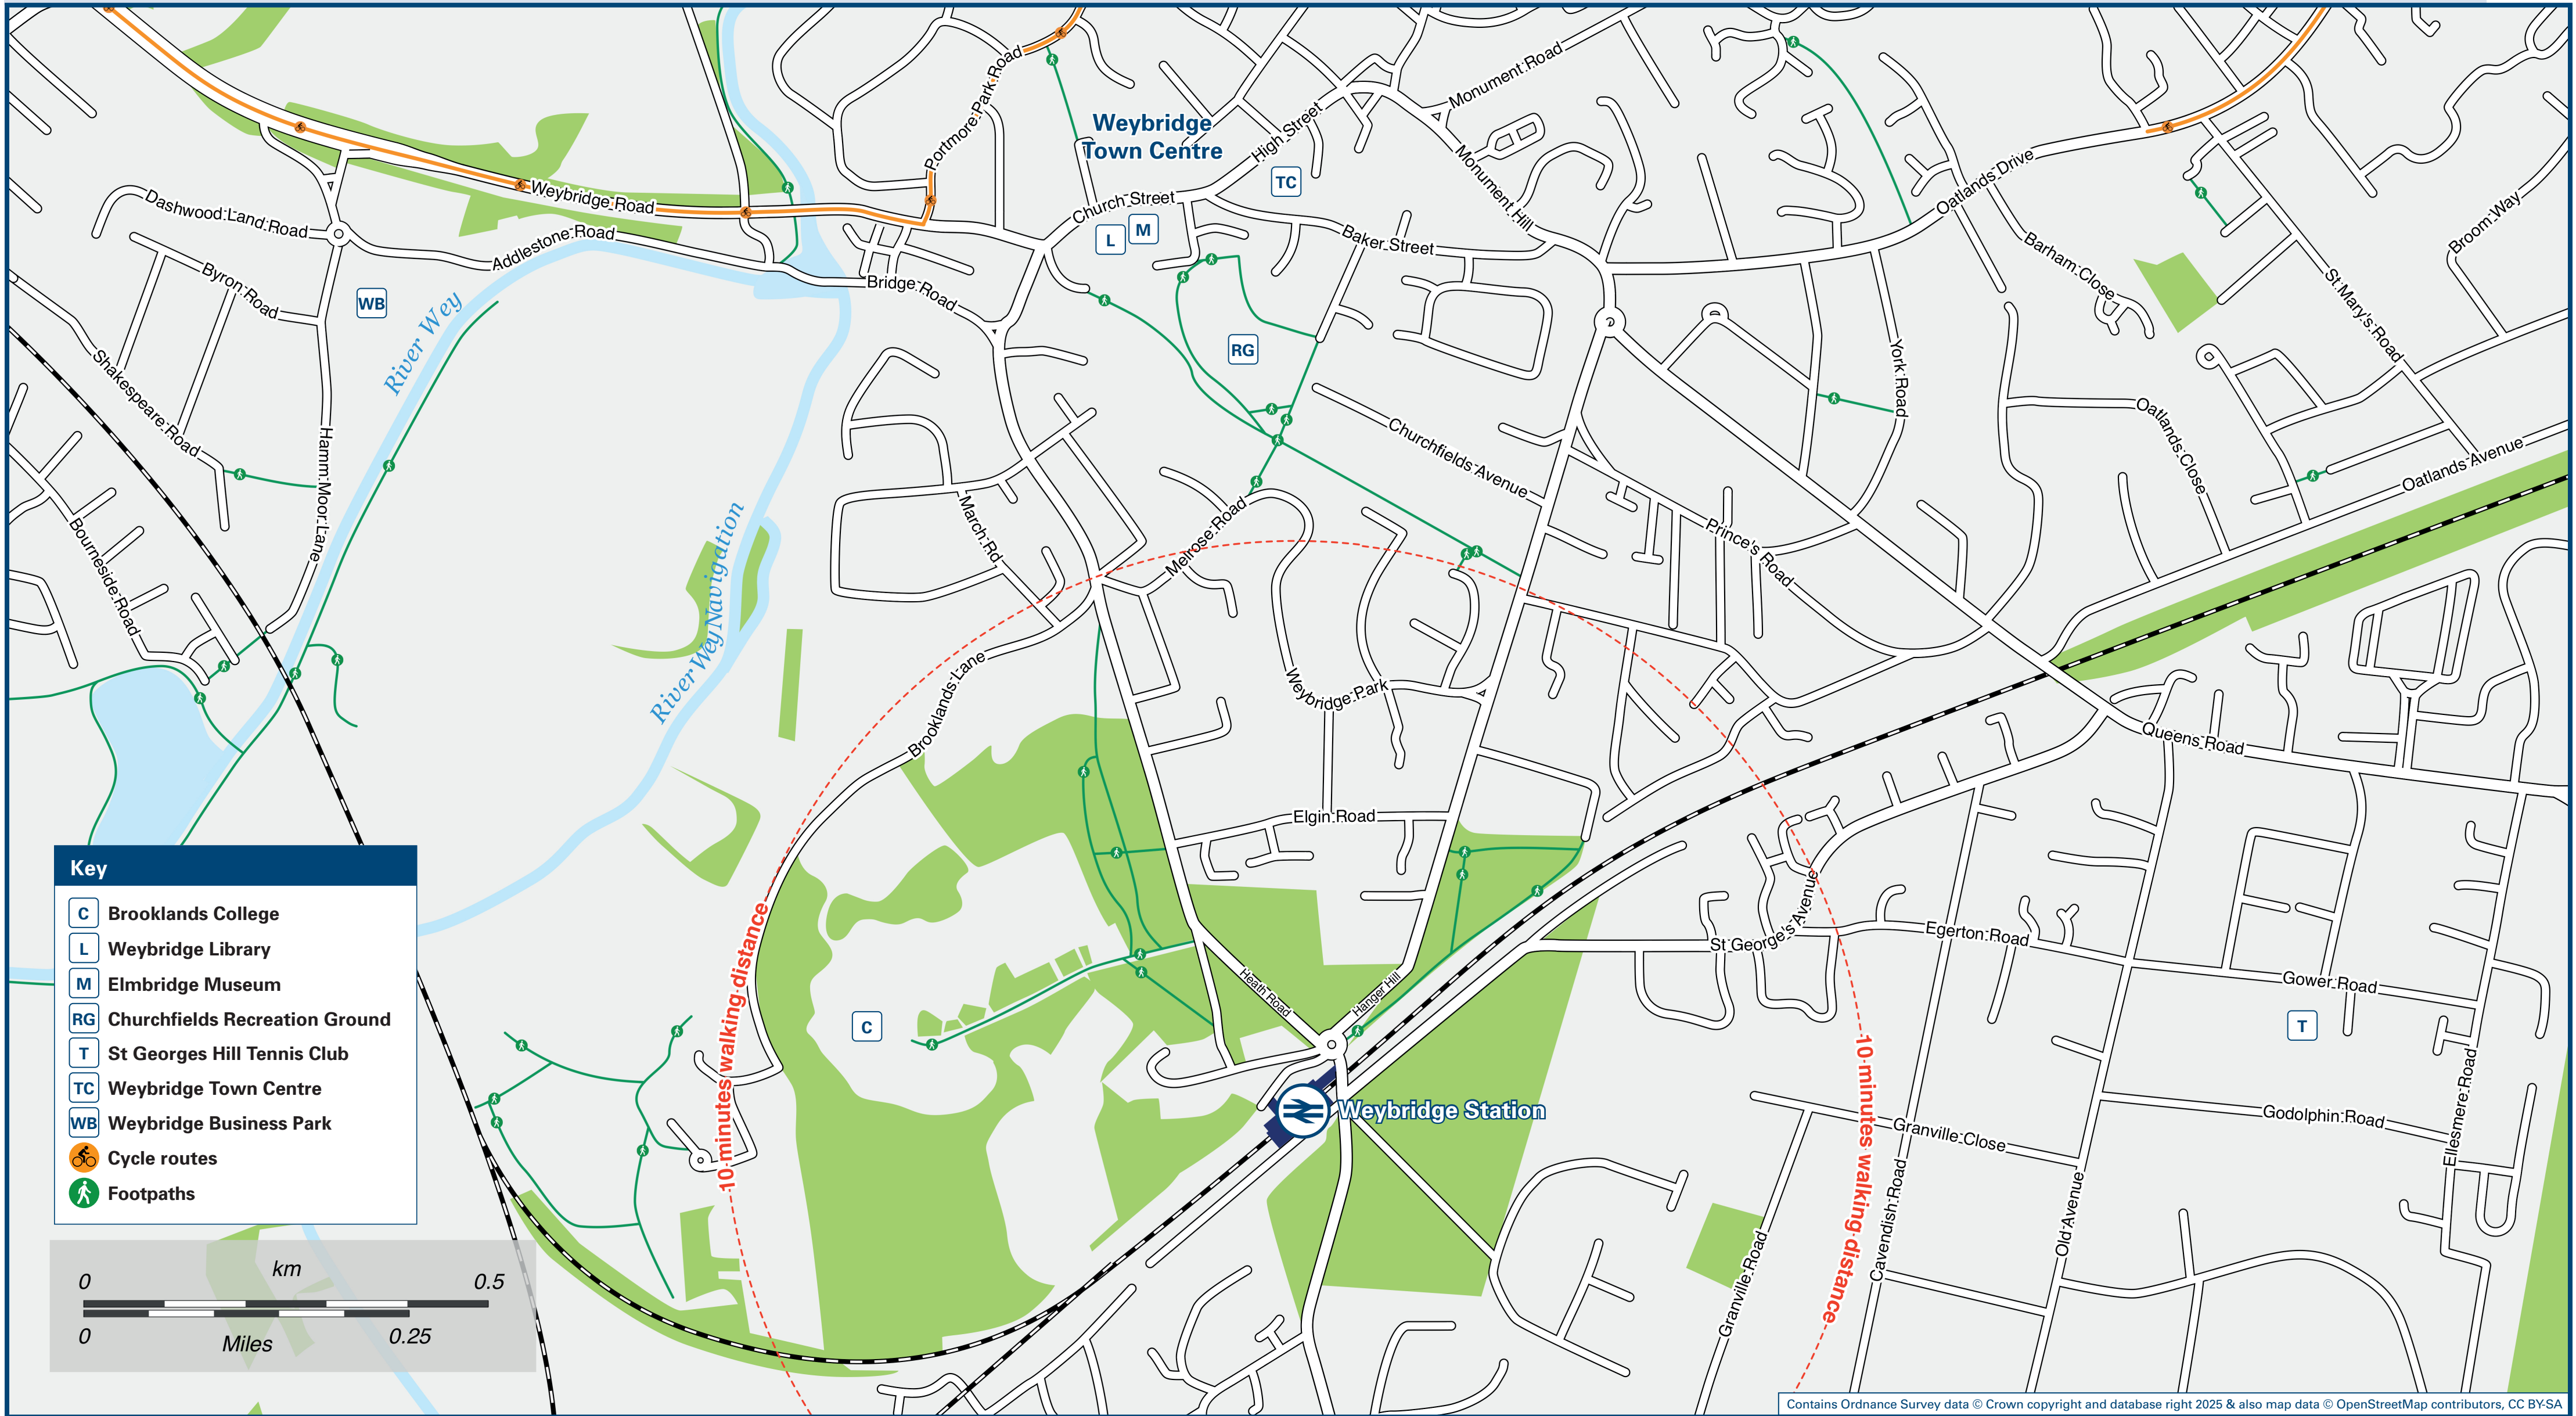 Portmore Park Road
Monument Road
Weybridge
Town Centre
High Street
TC
Monument Hill
Oatlands Drive
Weybridge Road
Dashwood Land Road
Church Street
M
L
Baker Street
Addlestone Road
Bridge Road
Byron Road
WB
River Wey
Barham Close
Broom Way
St Mary's Road
RG
York Road
Shakespeare Road
Hamm Moor Lane
Churchfields Avenue
Oatlands Close
Oatlands Avenue
Bourneside Road
March Rd
Melrose Road
Prince's Road
River Wey Navigation
Brooklands Lane
Weybridge Park
Queens Road
Elgin Road
St George's Avenue
Egerton Road
Gower Road
T
10 minutes walking distance
C
Heath Road
Hanger Hill
10 minutes walking distance
Weybridge Station
Granville Close
Godolphin Road
Ellesmere Road
Cavendish Road
Old Avenue
Granville Road
Key
C Brooklands College
L Weybridge Library
M Elmbridge Museum
RG Churchfields Recreation Ground
T St Georges Hill Tennis Club
TC Weybridge Town Centre
WB Weybridge Business Park
Cycle routes
Footpaths
km
0 0.5
0 0.25
Miles
Contains Ordnance Survey data © Crown copyright and database right 2025 & also map data © OpenStreetMap contributors, CC BY-SA